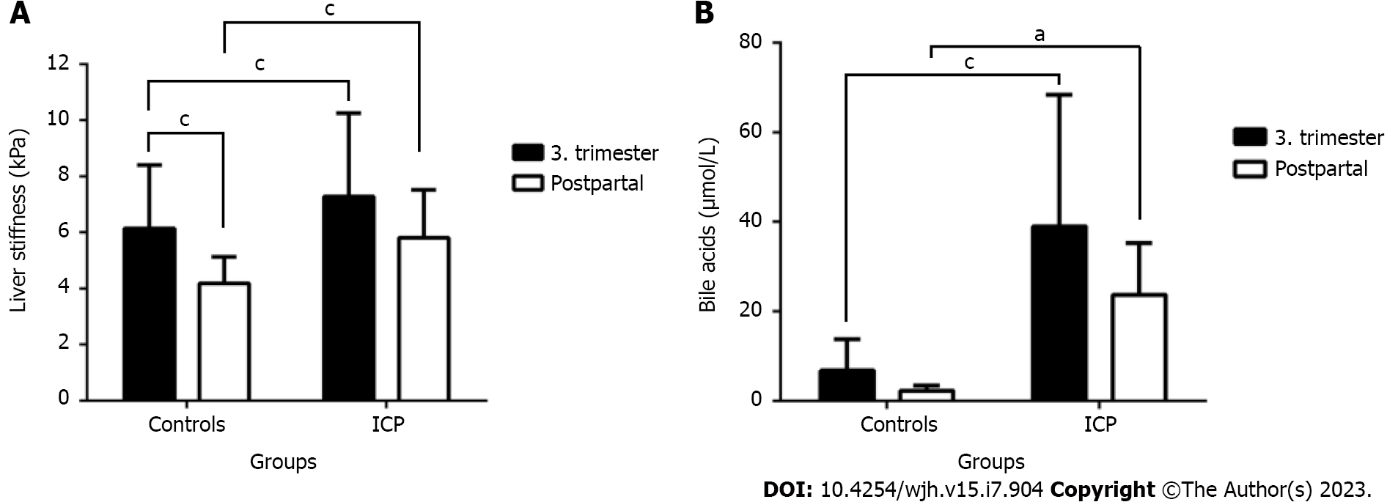 A
Liver stiffness (kPa)
12
10
8
6
4
2
0
c
c
c
Controls
ICP
Groups
3. trimester
Postpartal
B
Bile acids (µmol/L)
80
60
40
20
0
a
c
Controls
ICP
Groups
3. trimester
Postpartal
DOI: 10.4254/wjh.v15.i7.904 Copyright ©The Author(s) 2023.